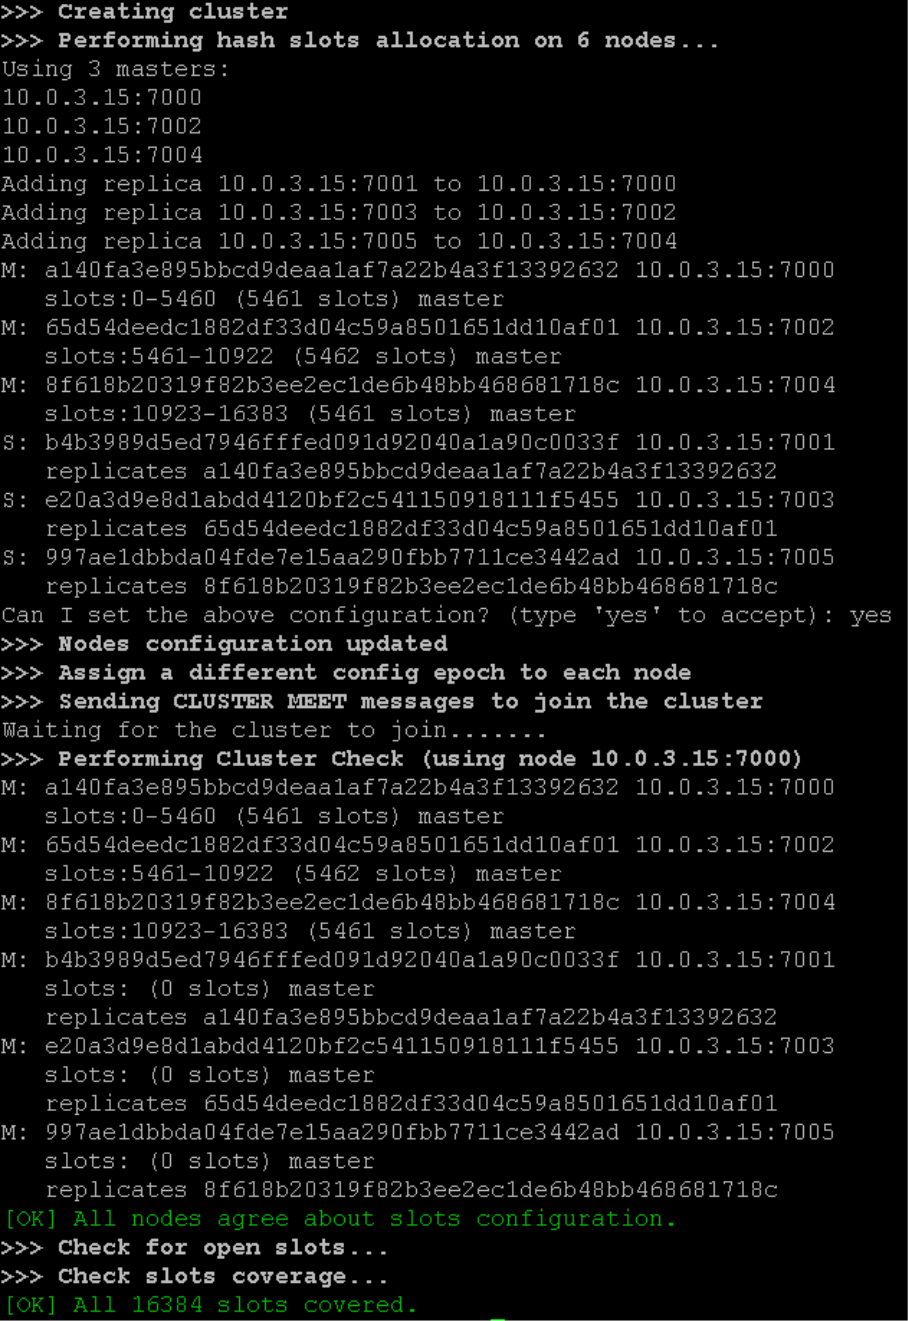 >>> Creating cluster
>>> Performing hash slots allocation on 6 nodes...
Using 3 masters:
10.0.3.15:7000
10.0.3.15:7002
10.0.3.15:7004
Adding replica 10.0.3.15:7001 to 10.0.3.15:7000
Adding replica 10.0.3.15:7003 to 10.0.3.15:7002
Adding replica 10.0.3.15:7005 to 10.0.3.15:7004
M: a140fa3e895bbcd9deaa1af7a22b4a3f13392632 10.0.3.15:7000
   slots:0-5460 (5461 slots) master
M: 65d54deedc1882df33d04c59a8501651dd10af01 10.0.3.15:7002
   slots:5461-10922 (5462 slots) master
M: 8f618b20319f82b3ee2ec1de6b48bb468681718c 10.0.3.15:7004
   slots:10923-16383 (5461 slots) master
S: b4b3989d5ed7946fffed091d92040a1a90c0033f 10.0.3.15:7001
   replicates a140fa3e895bbcd9deaa1af7a22b4a3f13392632
S: e20a3d9e8d1abdd4120bf2c541150918111f5455 10.0.3.15:7003
   replicates 65d54deedc1882df33d04c59a8501651dd10af01
S: 997ae1dbbda04fde7e15aa290fbb7711ce3442ad 10.0.3.15:7005
   replicates 8f618b20319f82b3ee2ec1de6b48bb468681718c
Can I set the above configuration? (type 'yes' to accept): yes
>>> Nodes configuration updated
>>> Assign a different config epoch to each node
>>> Sending CLUSTER MEET messages to join the cluster
Waiting for the cluster to join.......
>>> Performing Cluster Check (using node 10.0.3.15:7000)
M: a140fa3e895bbcd9deaa1af7a22b4a3f13392632 10.0.3.15:7000
   slots:0-5460 (5461 slots) master
M: 65d54deedc1882df33d04c59a8501651dd10af01 10.0.3.15:7002
   slots:5461-10922 (5462 slots) master
M: 8f618b20319f82b3ee2ec1de6b48bb468681718c 10.0.3.15:7004
   slots:10923-16383 (5461 slots) master
M: b4b3989d5ed7946fffed091d92040a1a90c0033f 10.0.3.15:7001
   slots: (0 slots) master
   replicates a140fa3e895bbcd9deaa1af7a22b4a3f13392632
M: e20a3d9e8d1abdd4120bf2c541150918111f5455 10.0.3.15:7003
   slots: (0 slots) master
   replicates 65d54deedc1882df33d04c59a8501651dd10af01
M: 997ae1dbbda04fde7e15aa290fbb7711ce3442ad 10.0.3.15:7005
   slots: (0 slots) master
   replicates 8f618b20319f82b3ee2ec1de6b48bb468681718c
[OK] All nodes agree about slots configuration.
>>> Check for open slots...
>>> Check slots coverage...
[OK] All 16384 slots covered.